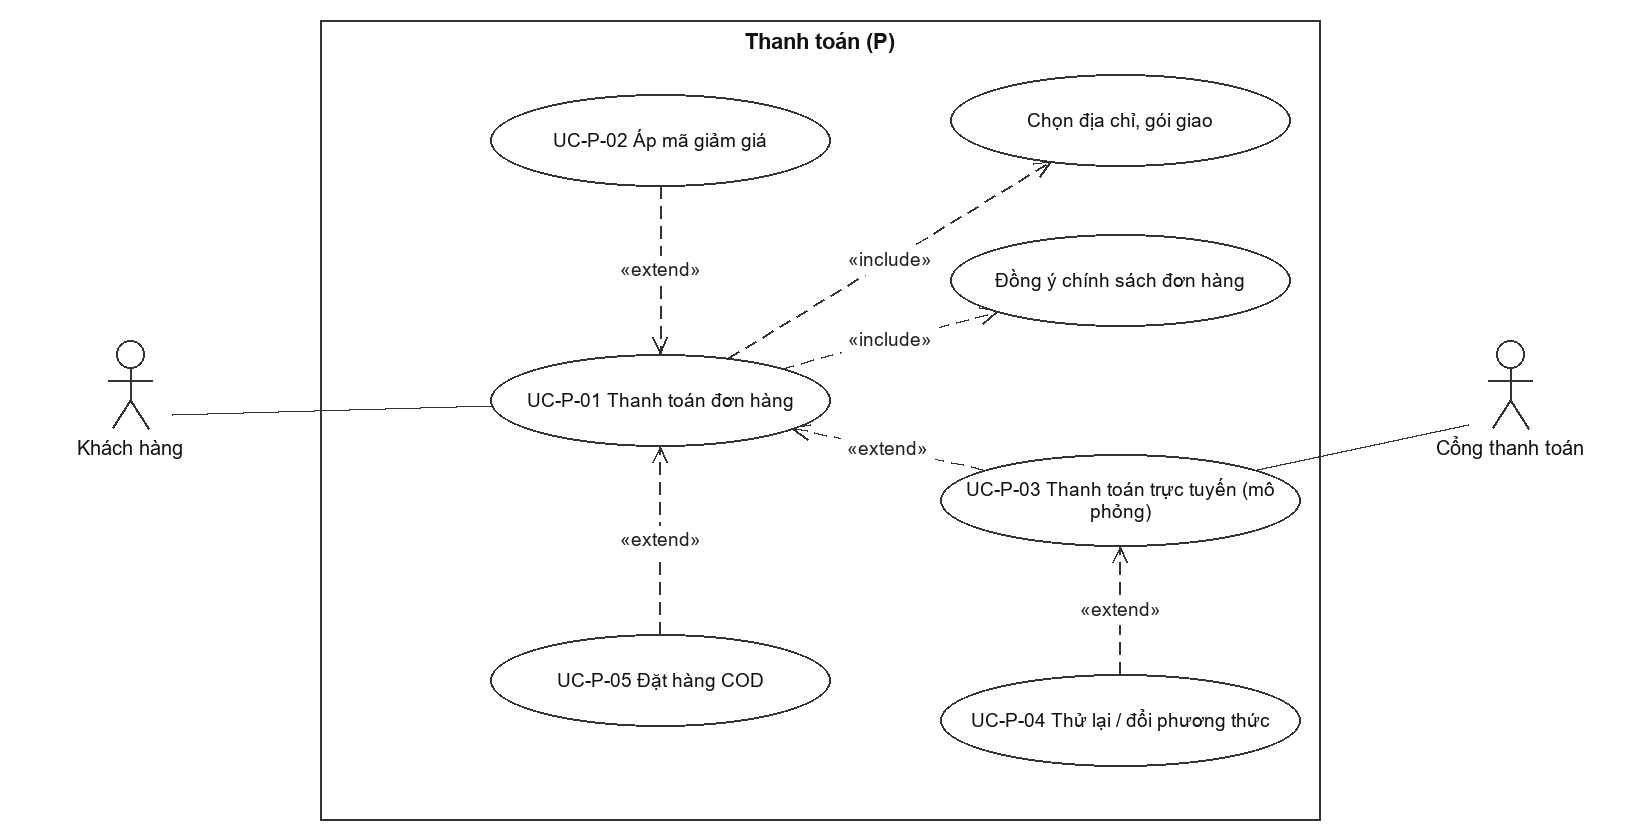 Thanh toán (P)
UC-P-02 Áp mã giảm giá
Chọn địa chỉ, gói giao
«extend»
«include»
Đồng ý chính sách đơn hàng
«include»
UC-P-01 Thanh toán đơn hàng
Khách hàng
«extend»
Cổng thanh toán
UC-P-03 Thanh toán trực tuyến (mô
phỏng)
«extend»
«extend»
UC-P-05 Đặt hàng COD
UC-P-04 Thử lại / đổi phương thức